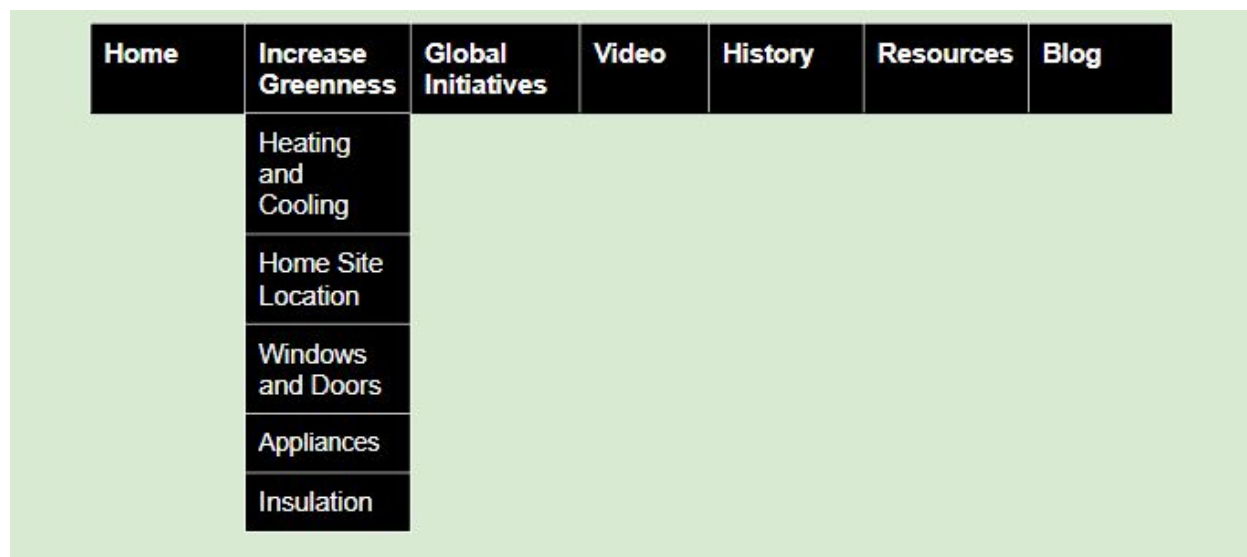 Home
Increase
Greenness
Global
Initiatives
Video
History
Resources
Blog
Heating
and
Cooling
Home Site
Location
Windows
and Doors
Appliances
Insulation